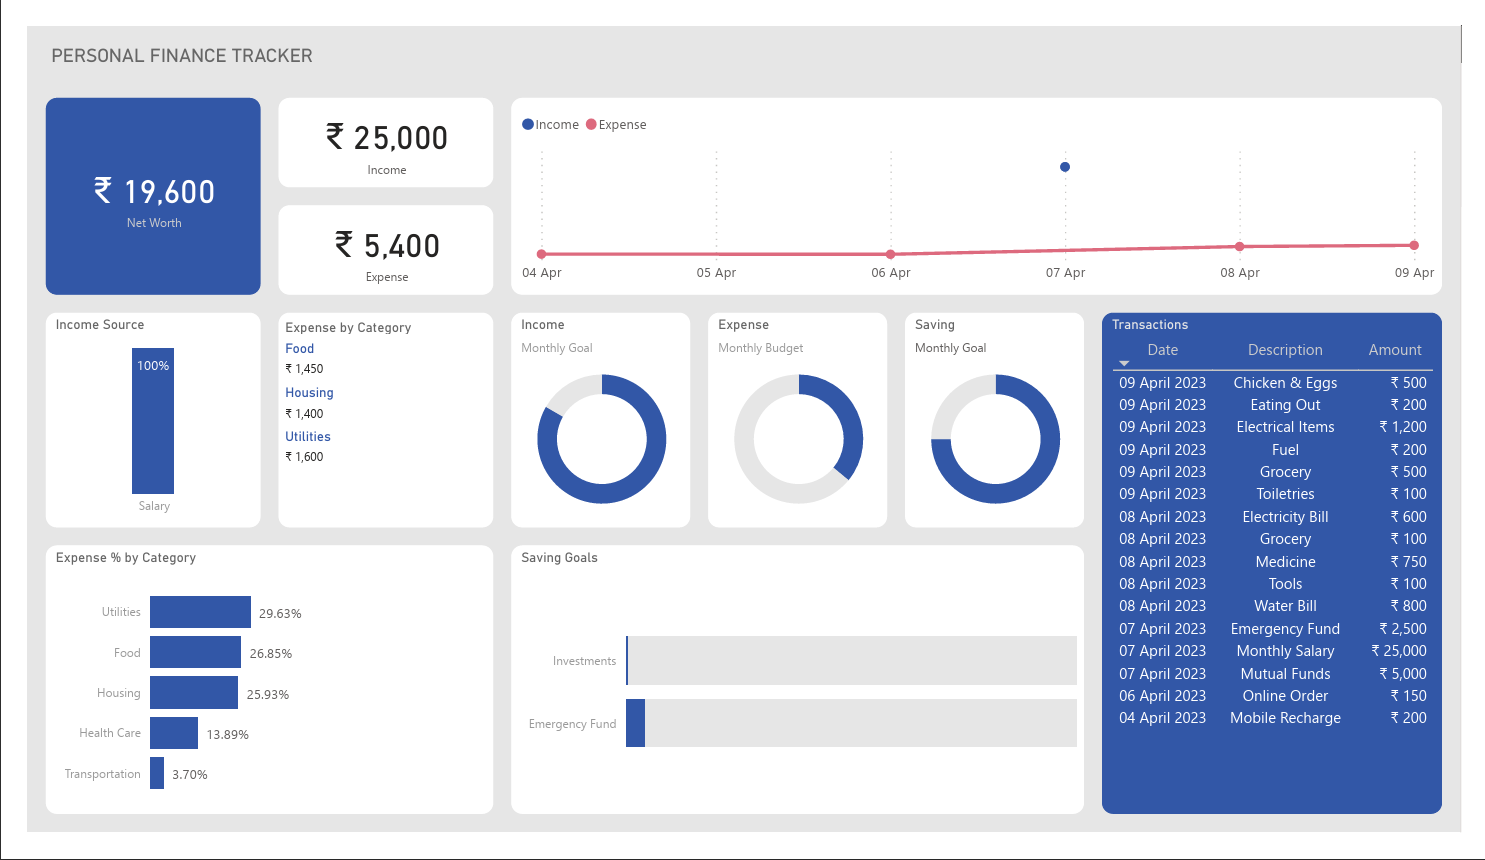 PERSONAL FINANCE TRACKER
₹ 19,600
Net Worth
₹ 25,000
Income
₹ 5,400
Expense
Income Expense
04 Apr 05 Apr 06 Apr 07 Apr 08 Apr 09 Apr
Income Source
100%
Salary
Expense by Category
Food
₹ 1,450
Housing
₹ 1,400
Utilities
₹ 1,600
Income
Monthly Goal
Expense
Monthly Budget
Saving
Monthly Goal
Transactions
Date Description Amount
09 April 2023 Chicken & Eggs ₹ 500
09 April 2023 Eating Out ₹ 200
09 April 2023 Electrical Items ₹ 1,200
09 April 2023 Fuel ₹ 200
09 April 2023 Grocery ₹ 500
09 April 2023 Toiletries ₹ 100
08 April 2023 Electricity Bill ₹ 600
08 April 2023 Grocery ₹ 100
08 April 2023 Medicine ₹ 750
08 April 2023 Tools ₹ 100
08 April 2023 Water Bill ₹ 800
07 April 2023 Emergency Fund ₹ 2,500
07 April 2023 Monthly Salary ₹ 25,000
07 April 2023 Mutual Funds ₹ 5,000
06 April 2023 Online Order ₹ 150
04 April 2023 Mobile Recharge ₹ 200
Expense % by Category
Utilities 29.63%
Food 26.85%
Housing 25.93%
Health Care 13.89%
Transportation 3.70%
Saving Goals
Investments
Emergency Fund